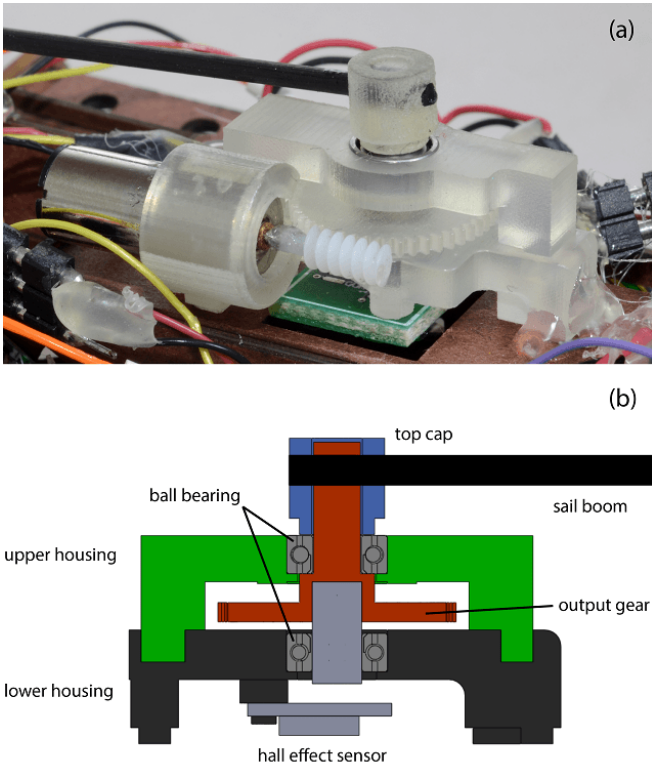 (a)
(b)
top cap
ball bearing
sail boom
upper housing
output gear
lower housing
hall effect sensor